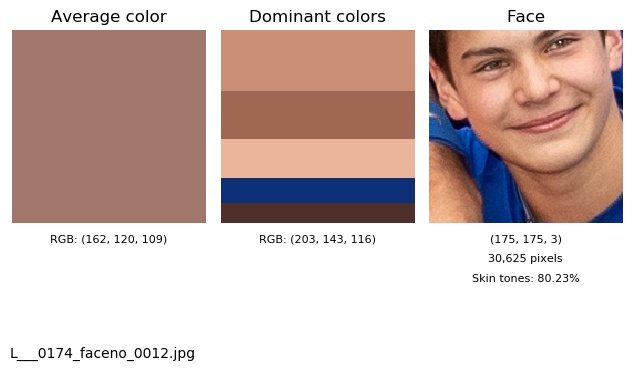 Average color
Dominant colors
Face
RGB: (162, 120, 109)
RGB: (203, 143, 116)
(175, 175, 3)
30,625 pixels
Skin tones: 80.23%
L___0174_faceno_0012.jpg